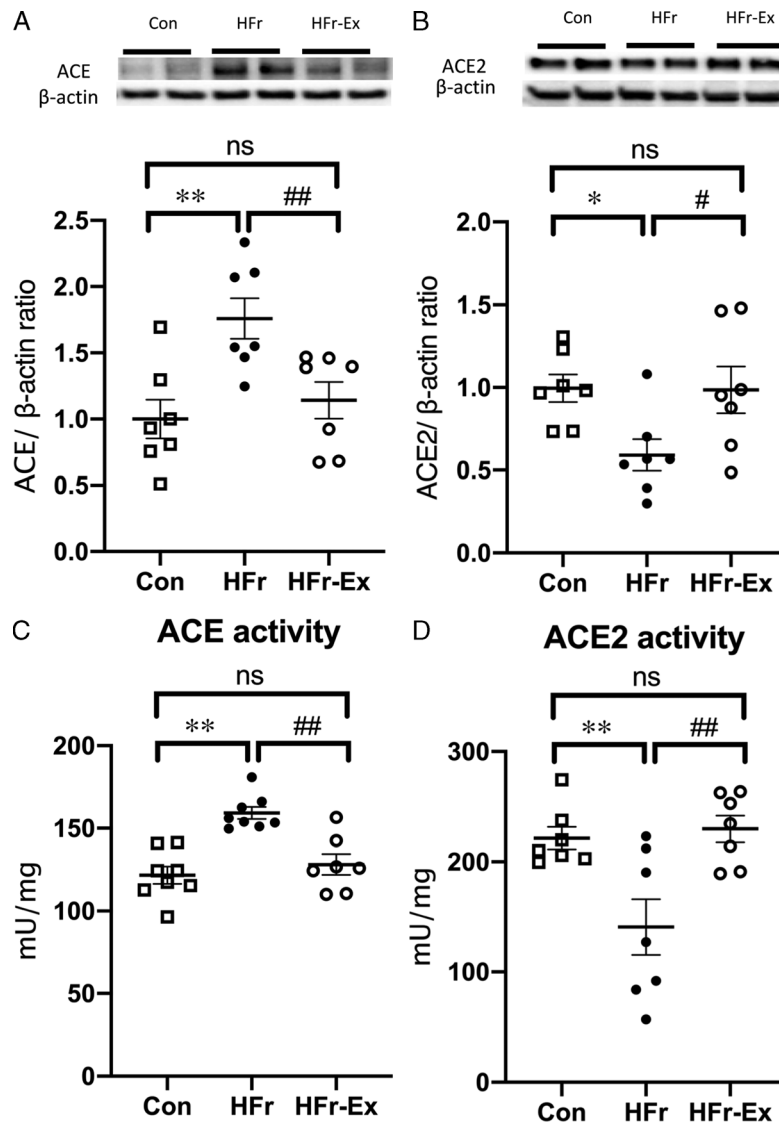 A
Con HFr HFr-Ex
ACE
β-actin
ns
** ##
ACE/ β-actin ratio
2.5
2.0
1.5
1.0
0.5
0.0
Con HFr HFr-Ex
B
Con HFr HFr-Ex
ACE2
β-actin
ns
* #
ACE2/ β-actin ratio
2.0
1.5
1.0
0.5
0.0
Con HFr HFr-Ex
C
ACE activity
ns
** ##
mU/mg
200
150
100
50
0
Con HFr HFr-Ex
D
ACE2 activity
ns
** ##
mU/mg
300
200
100
0
Con HFr HFr-Ex